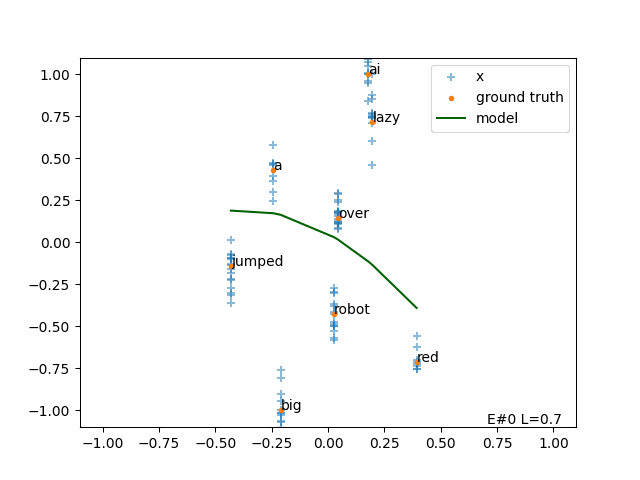 1.00
0.75
0.50
0.25
0.00
−0.25
−0.50
−0.75
−1.00
x
ground truth
model
ai
lazy
a
over
jumped
robot
red
big
E#0 L=0.7
−1.00 −0.75 −0.50 −0.25 0.00 0.25 0.50 0.75 1.00